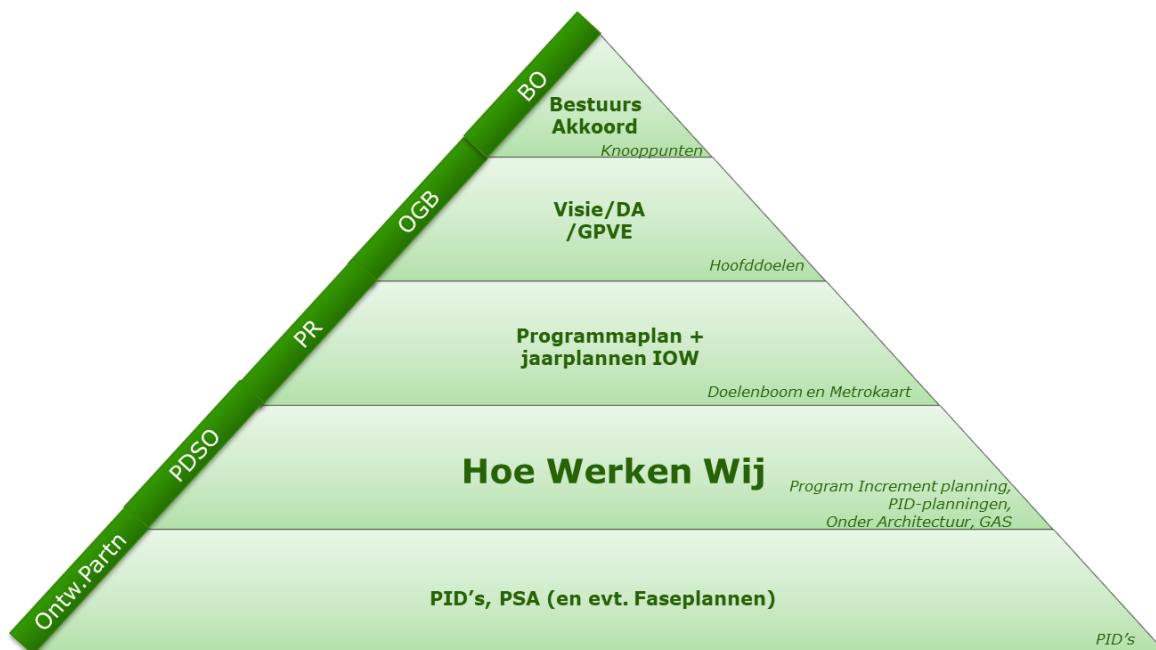 BO
Bestuurs
Akkoord
Knooppunten
OGB
Visie/DA
/GPVE
Hoofddoelen
PR
Programmaplan +
jaarplannen IOW
Doelenboom en Metrokaart
PDSO
Hoe Werken Wij
Program Increment planning,
PID-planningen,
Onder Architectuur, GAS
Ontw.Partn
PID’s, PSA (en evt. Faseplannen)
PID’s